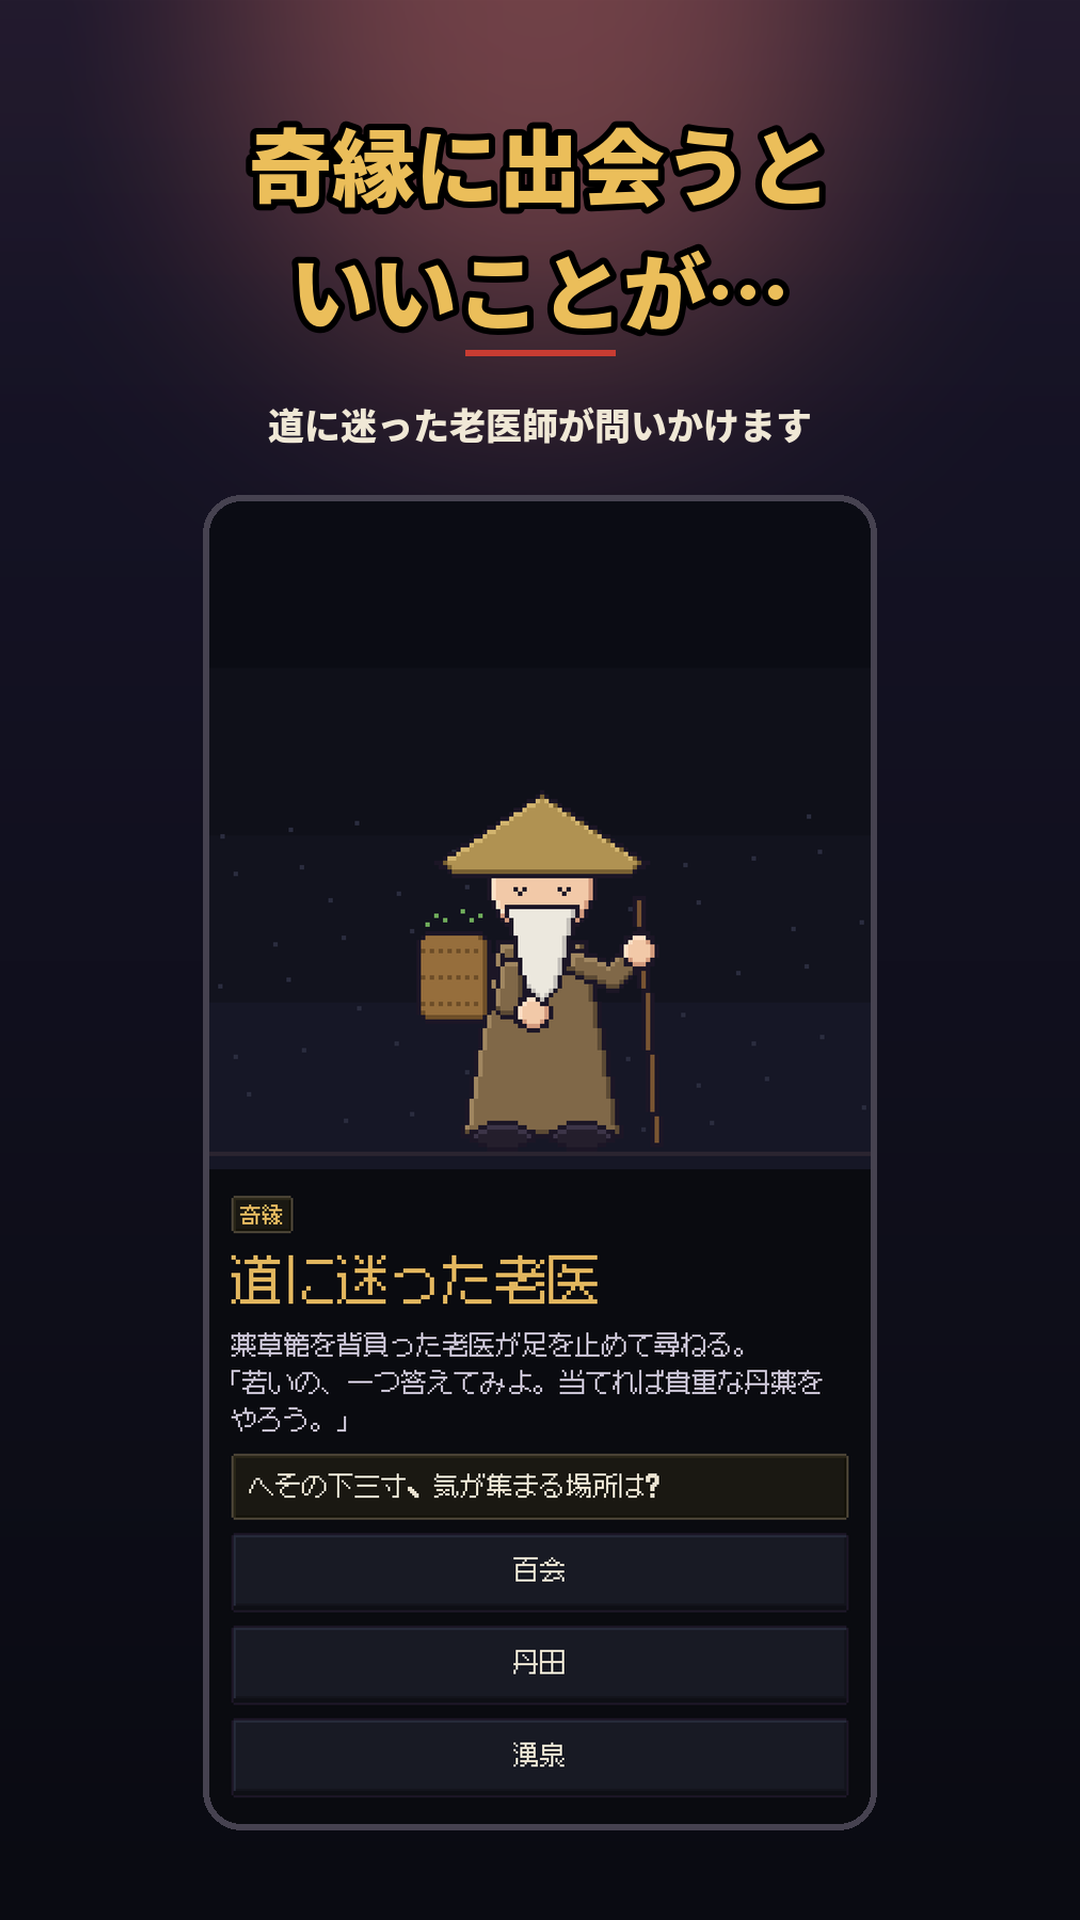 奇縁に出会うと
いいことが…
道に迷った老医師が問いかけます
奇縁
道に迷った老医
薬草籠を背負った老医が足を止めて尋ねる。
「若いの、一つ答えてみよ。当てれば貴重な丹薬を
やろう。」
へその下三寸、気が集まる場所は?
百会
丹田
湧泉